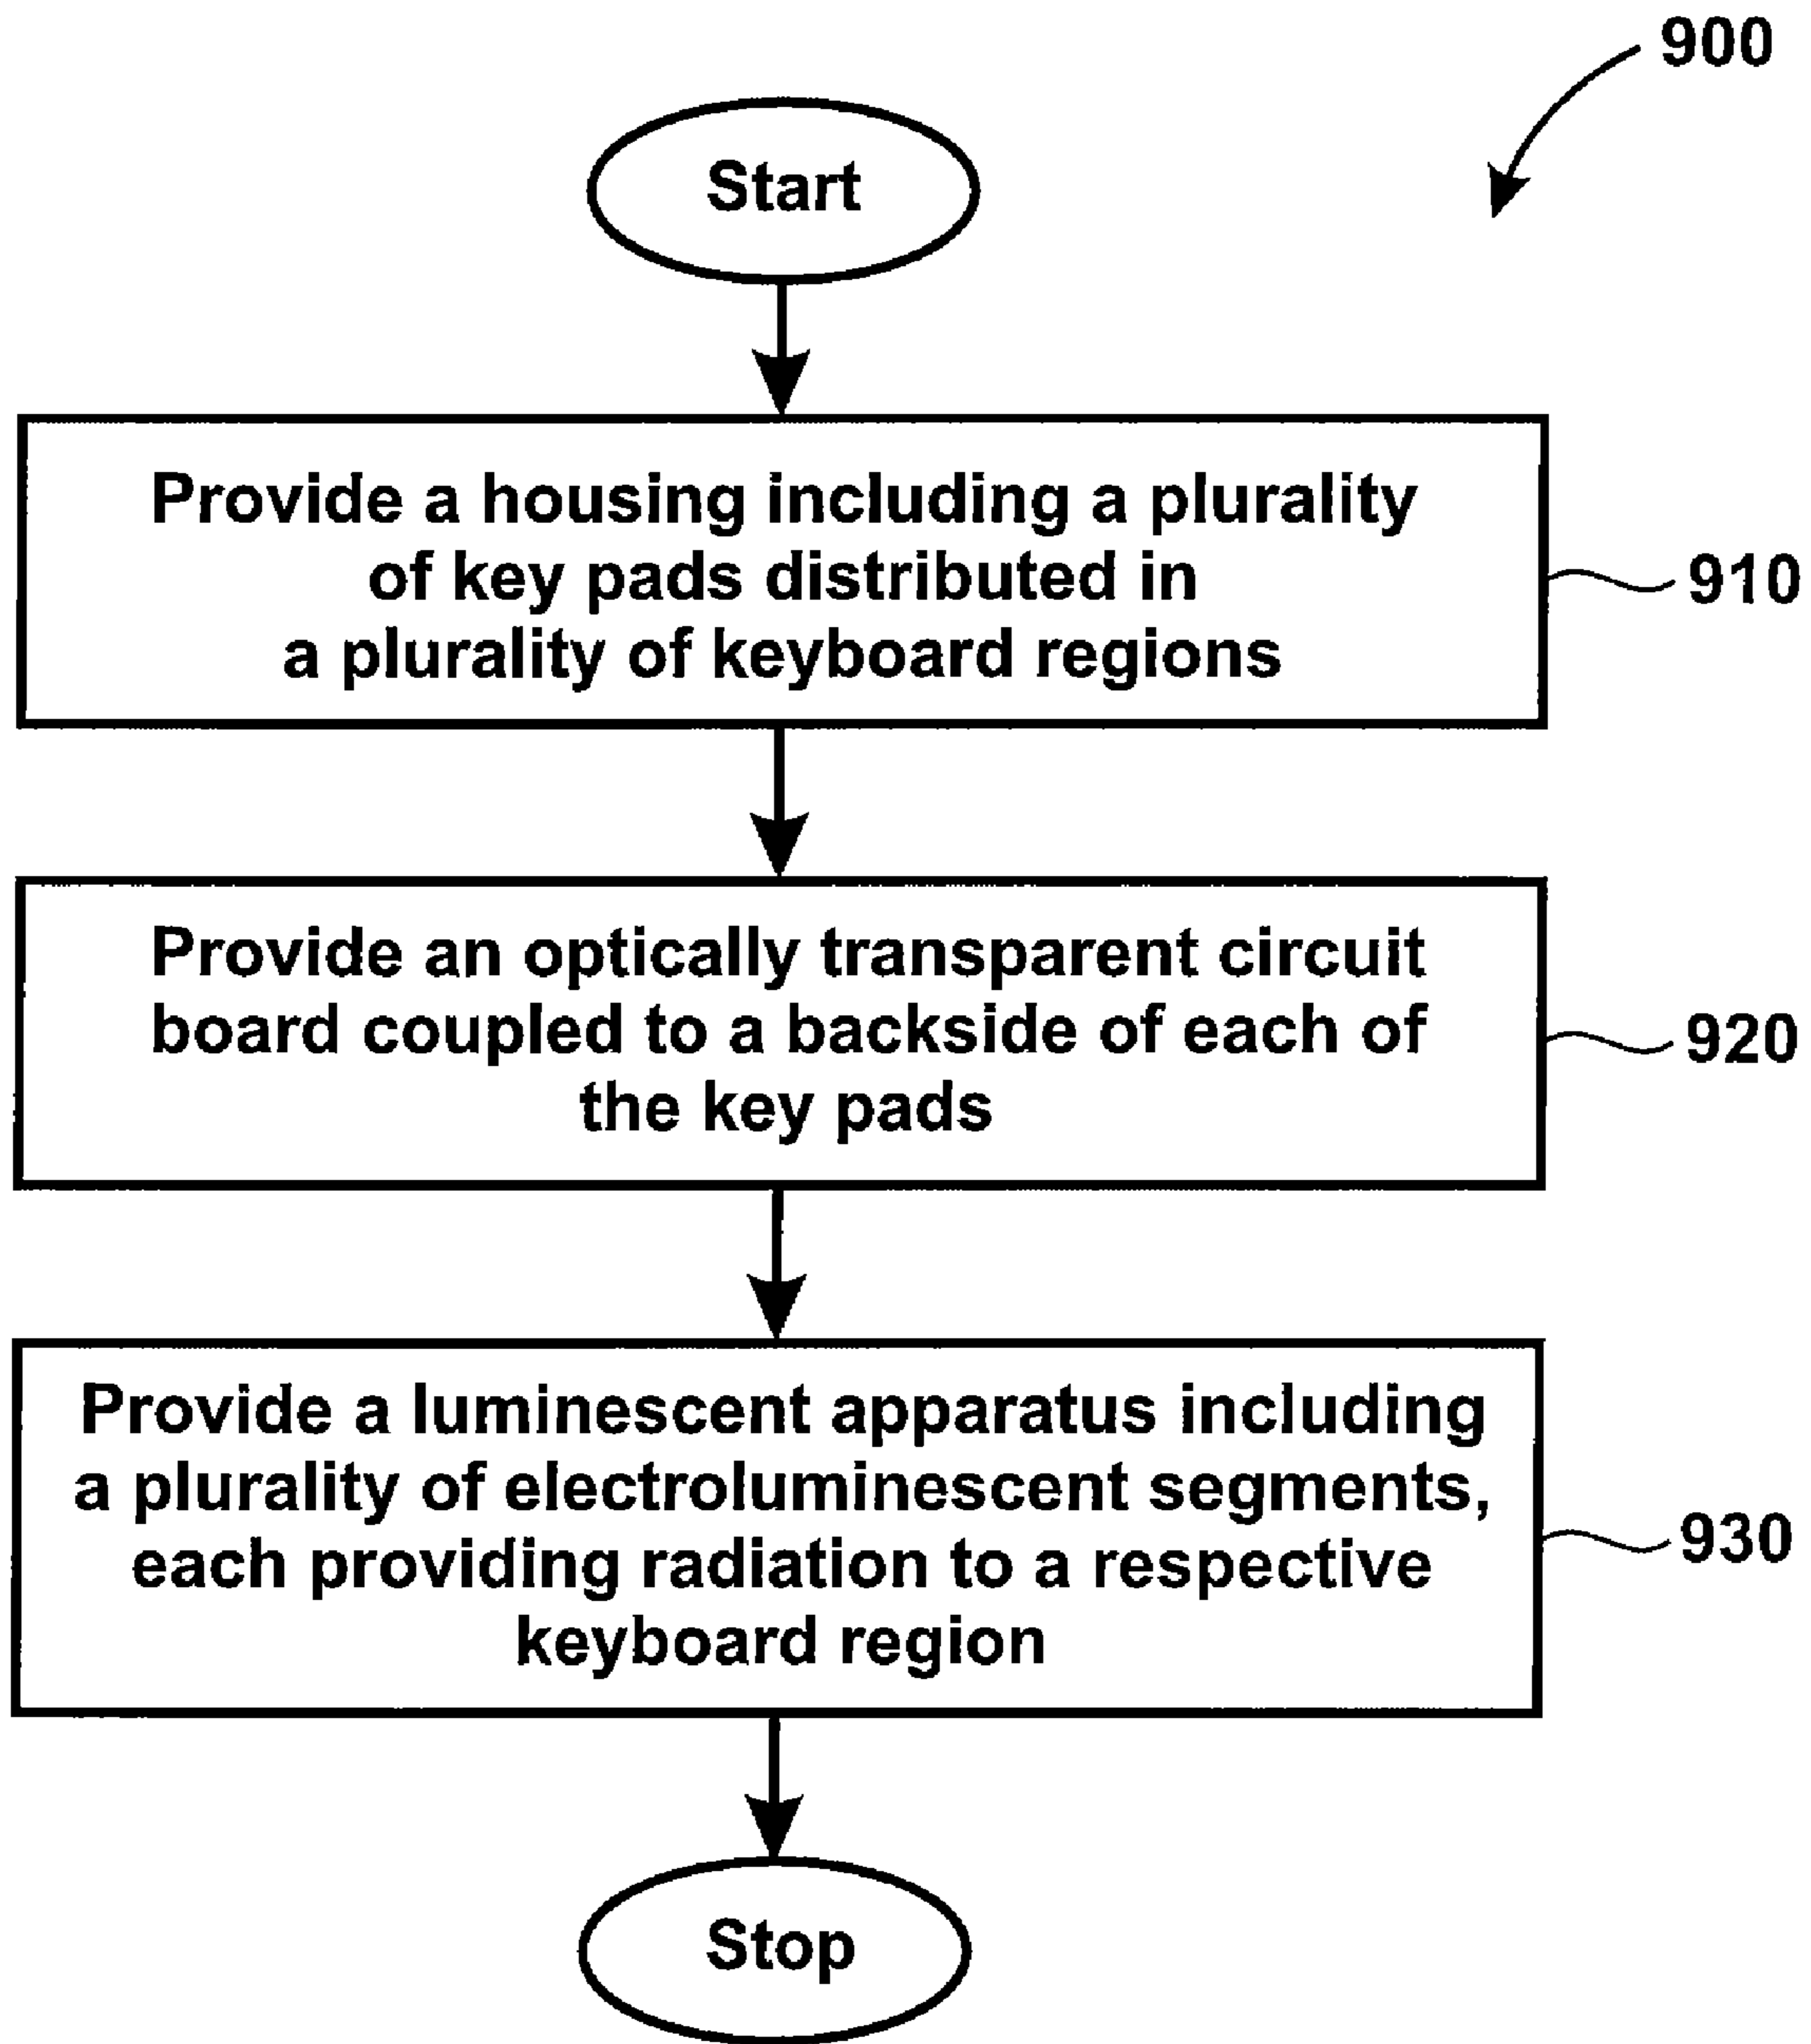 900
Start
Provide a housing including a plurality
of key pads distributed in
a plurality of keyboard regions
910
Provide an optically transparent circuit
board coupled to a backside of each of
the key pads
920
Provide a luminescent apparatus including
a plurality of electroluminescent segments,
each providing radiation to a respective
keyboard region
930
Stop